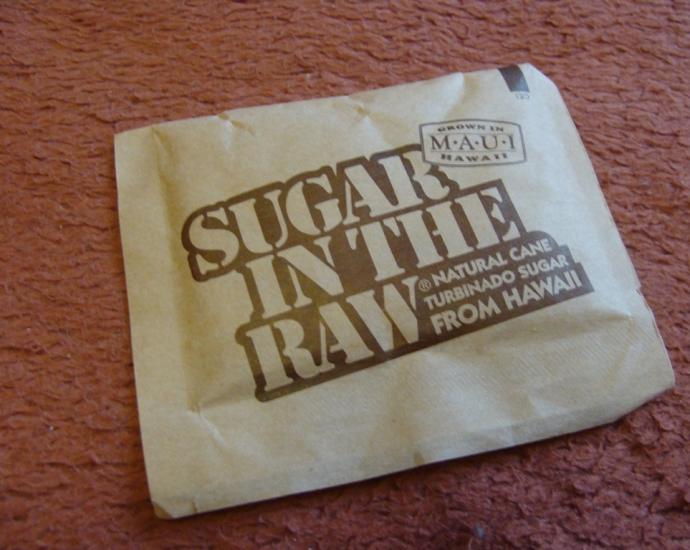 GROWN IN
M·A·U·I
HAWAII
SUGAR
IN THE
RAW®
NATURAL CANE
TURBINADO SUGAR
FROM HAWAII